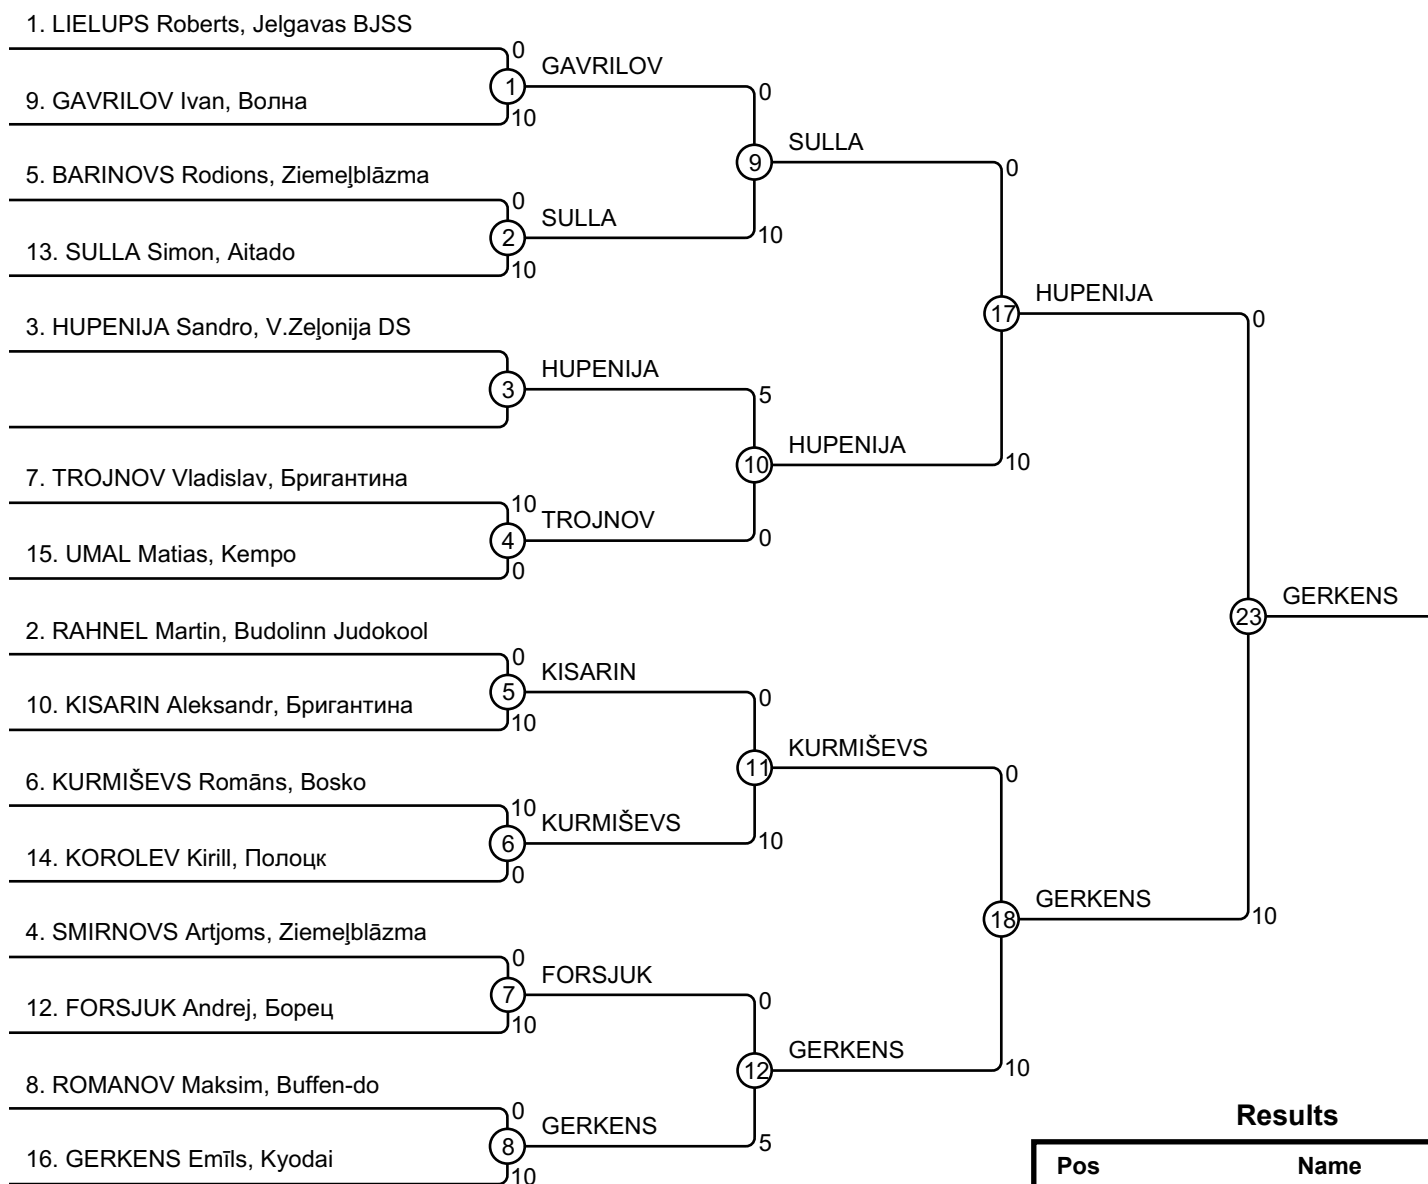 1. LIELUPS Roberts, Jelgavas BJSS
0
1
GAVRILOV
9. GAVRILOV Ivan, Волна
10
0
9
SULLA
5. BARINOVS Rodions, Ziemeļblāzma
0
2
SULLA
10
13. SULLA Simon, Aitado
10
0
17
HUPENIJA
3. HUPENIJA Sandro, V.Zeļonija DS
3
HUPENIJA
5
10
HUPENIJA
10
7. TROJNOV Vladislav, Бригантина
10
4
TROJNOV
0
15. UMAL Matias, Kempo
0
0
23
GERKENS
2. RAHNEL Martin, Budolinn Judokool
0
5
KISARIN
10. KISARIN Aleksandr, Бригантина
10
0
11
KURMIŠEVS
6. KURMIŠEVS Romāns, Bosko
10
6
KURMIŠEVS
10
14. KOROLEV Kirill, Полоцк
0
0
18
GERKENS
10
4. SMIRNOVS Artjoms, Ziemeļblāzma
0
7
FORSJUK
12. FORSJUK Andrej, Борец
10
0
12
GERKENS
10
8. ROMANOV Maksim, Buffen-do
0
8
GERKENS
5
16. GERKENS Emīls, Kyodai
10
Results
Pos Name